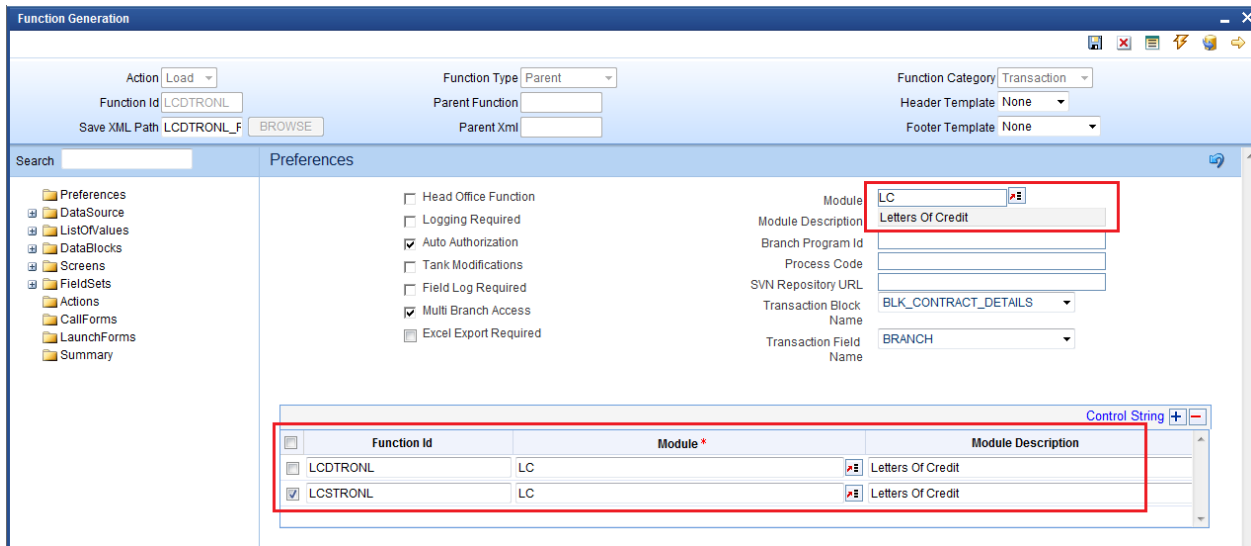 Function Generation
Action Load Function Type Parent Function Category Transaction
Function Id LCDTRONL Parent Function Header Template None
Save XML Path LCDTRONL_F BROWSE Parent Xml Footer Template None
Search Preferences
Preferences
DataSource
ListOfValues
DataBlocks
Screens
FieldSets
Actions
CallForms
LaunchForms
Summary
Head Office Function
Logging Required
Auto Authorization
Tank Modifications
Field Log Required
Multi Branch Access
Excel Export Required
Module LC
Module Description Letters Of Credit
Branch Program Id
Process Code
SVN Repository URL
Transaction Block Name BLK_CONTRACT_DETAILS
Transaction Field Name BRANCH
Control String
Function Id Module * Module Description
LCDTRONL LC Letters Of Credit
LCSTRONL LC Letters Of Credit